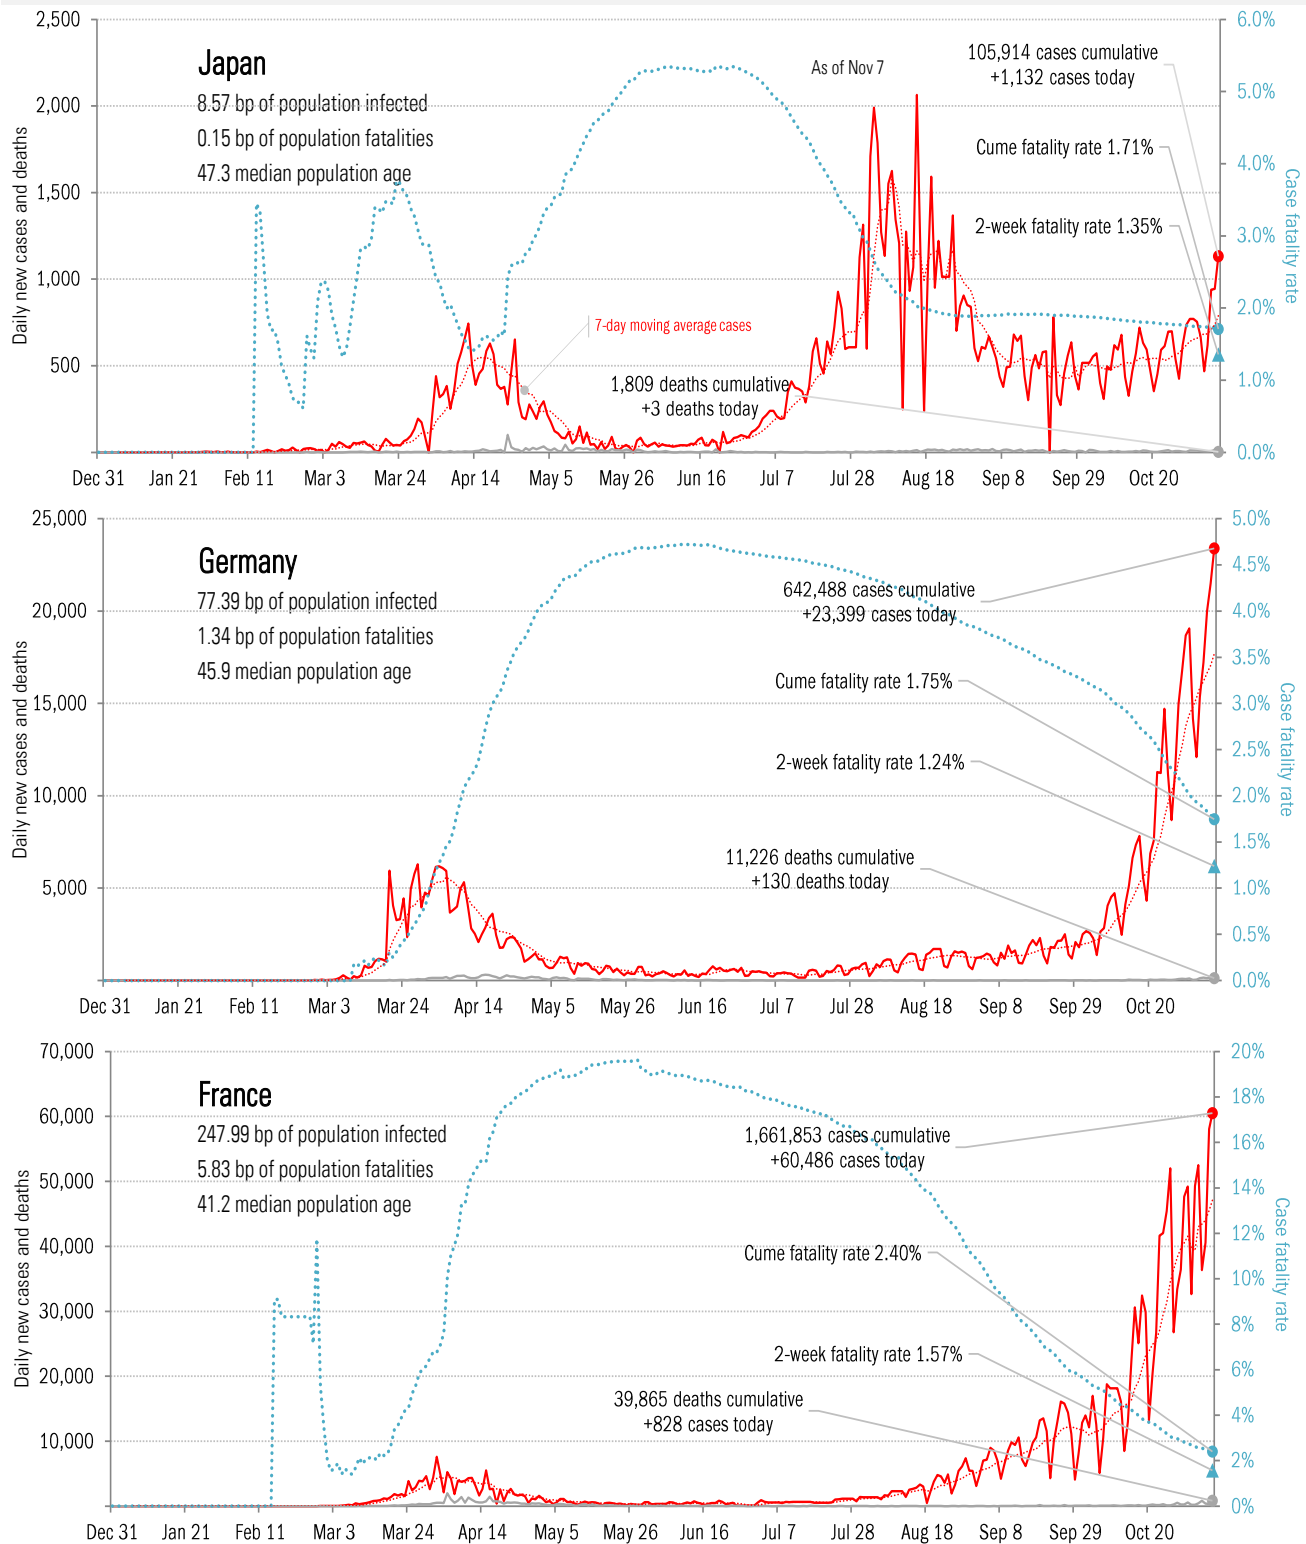 2,500
2,000
1,500
1,000
500
Daily new cases and deaths
Japan
8.57 bp of population infected
0.15 bp of population fatalities
47.3 median population age
As of Nov 7
105,914 cases cumulative
+1,132 cases today
Cume fatality rate 1.71%
2-week fatality rate 1.35%
7-day moving average cases
1,809 deaths cumulative
+3 deaths today
6.0%
5.0%
4.0%
3.0%
2.0%
1.0%
0.0%
Case fatality rate
Dec 31 Jan 21 Feb 11 Mar 3 Mar 24 Apr 14 May 5 May 26 Jun 16 Jul 7 Jul 28 Aug 18 Sep 8 Sep 29 Oct 20
25,000
20,000
15,000
10,000
5,000
Daily new cases and deaths
Germany
77.39 bp of population infected
1.34 bp of population fatalities
45.9 median population age
642,488 cases cumulative
+23,399 cases today
Cume fatality rate 1.75%
2-week fatality rate 1.24%
11,226 deaths cumulative
+130 deaths today
5.0%
4.5%
4.0%
3.5%
3.0%
2.5%
2.0%
1.5%
1.0%
0.5%
0.0%
Case fatality rate
Dec 31 Jan 21 Feb 11 Mar 3 Mar 24 Apr 14 May 5 May 26 Jun 16 Jul 7 Jul 28 Aug 18 Sep 8 Sep 29 Oct 20
70,000
60,000
50,000
40,000
30,000
20,000
10,000
Daily new cases and deaths
France
247.99 bp of population infected
5.83 bp of population fatalities
41.2 median population age
1,661,853 cases cumulative
+60,486 cases today
Cume fatality rate 2.40%
2-week fatality rate 1.57%
39,865 deaths cumulative
+828 cases today
20%
18%
16%
14%
12%
10%
8%
6%
4%
2%
0%
Case fatality rate
Dec 31 Jan 21 Feb 11 Mar 3 Mar 24 Apr 14 May 5 May 26 Jun 16 Jul 7 Jul 28 Aug 18 Sep 8 Sep 29 Oct 20